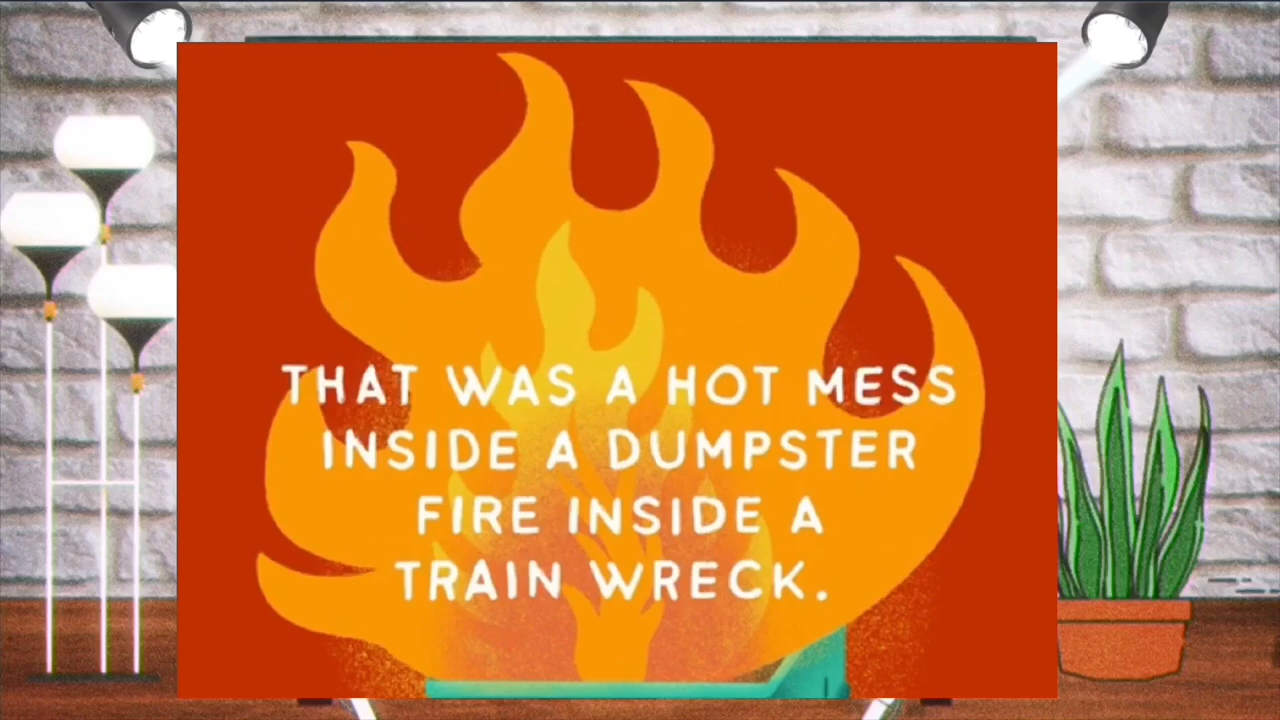 THAT WAS A HOT MESS
INSIDE A DUMPSTER
FIRE INSIDE A
TRAIN WRECK.